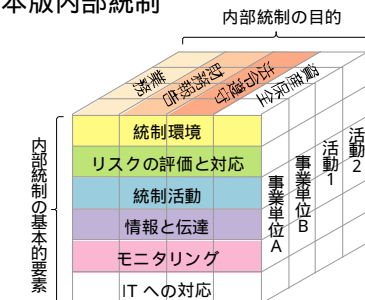 本版内部統制
内部統制の目的
業務
財務報告
法令遵守
資産保全
内部統制の基本的要素
統制環境
リスクの評価と対応
統制活動
情報と伝達
モニタリング
ITへの対応
事業単位A
事業単位B
活動1
活動2